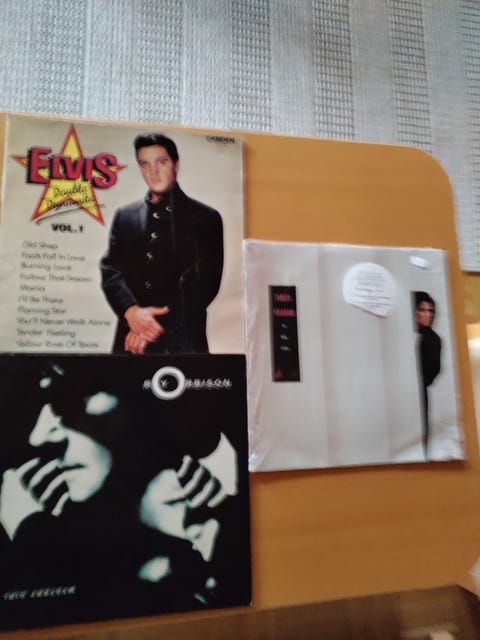 CAMDEN
ELVIS
Double
Dynamite
VOL.1
Old Shep
Fools Fall In Love
Burning Love
Follow That Dream
Mama
I'll Be There
Flaming Star
You'll Never Walk Alone
Tender Feeling
Yellow Rose Of Texas
ROY ORBISON